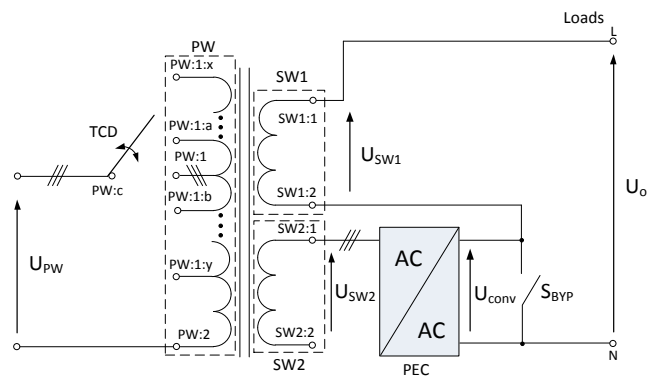 Loads
L
PW
PW:1:x
SW1
SW1:1
TCD
PW:1:a
PW:1
U_SW1
PW:c
PW:1:b
SW1:2
U_o
SW2:1
U_PW
PW:1:y
AC
U_SW2
U_conv
S_BYP
AC
PW:2
SW2:2
SW2
PEC
N